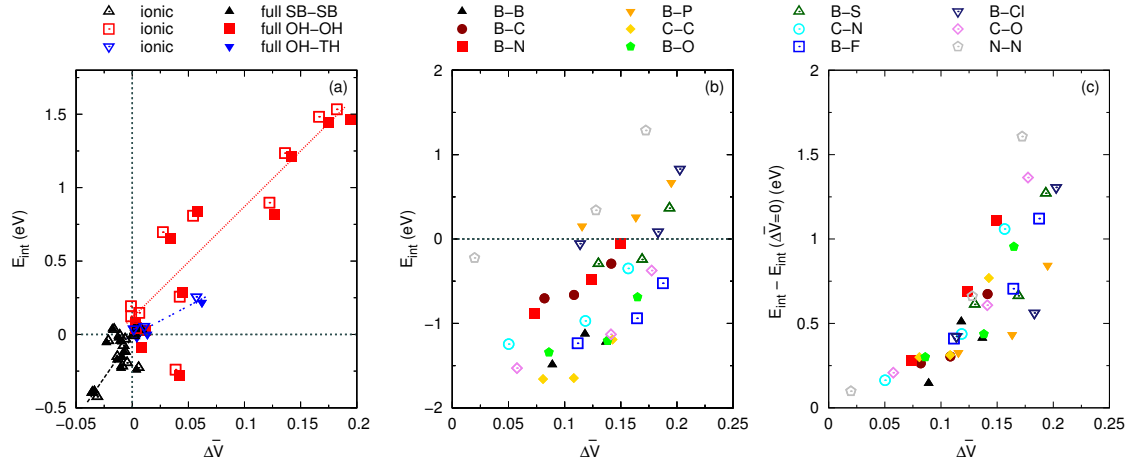 ionic full SB−SB B−B B−P B−S B−Cl
ionic full OH−OH B−C C−C C−N C−O
ionic full OH−TH B−N B−O B−F N−N
(a)
E_int (eV)
1.5
1
0.5
0
−0.5
−0.05 0 0.05 0.1 0.15 0.2
ΔV̄
(b)
E_int (eV)
2
1
0
−1
−2
0 0.05 0.1 0.15 0.2 0.25
ΔV̄
(c)
E_int − E_int (ΔV̄=0) (eV)
2
1.5
1
0.5
0
0 0.05 0.1 0.15 0.2 0.25
ΔV̄